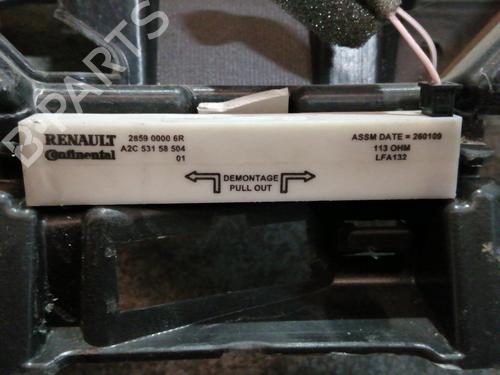 B-PARTS
RENAULT 2859 0000 6R
Continental A2C 531 58 504
01
ASSM DATE = 260109
113 OHM
LFA132
DEMONTAGE
PULL OUT